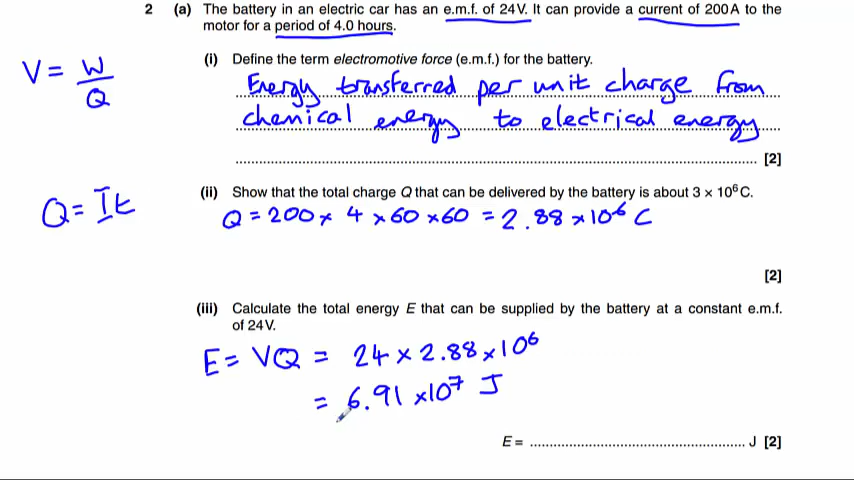 2 (a) The battery in an electric car has an e.m.f. of 24 V. It can provide a current of 200 A to the
motor for a period of 4.0 hours.
(i) Define the term electromotive force (e.m.f.) for the battery.
V = W/Q
Energy transferred per unit charge from
chemical energy to electrical energy
[2]
(ii) Show that the total charge Q that can be delivered by the battery is about 3 × 10⁶ C.
Q = It
Q = 200 × 4 × 60 × 60 = 2.88 × 10⁻⁶ C
[2]
(iii) Calculate the total energy E that can be supplied by the battery at a constant e.m.f.
of 24 V.
E = VQ = 24 × 2.88 × 10⁶
= 6.91 × 10⁷ J
E = .................................................. J [2]